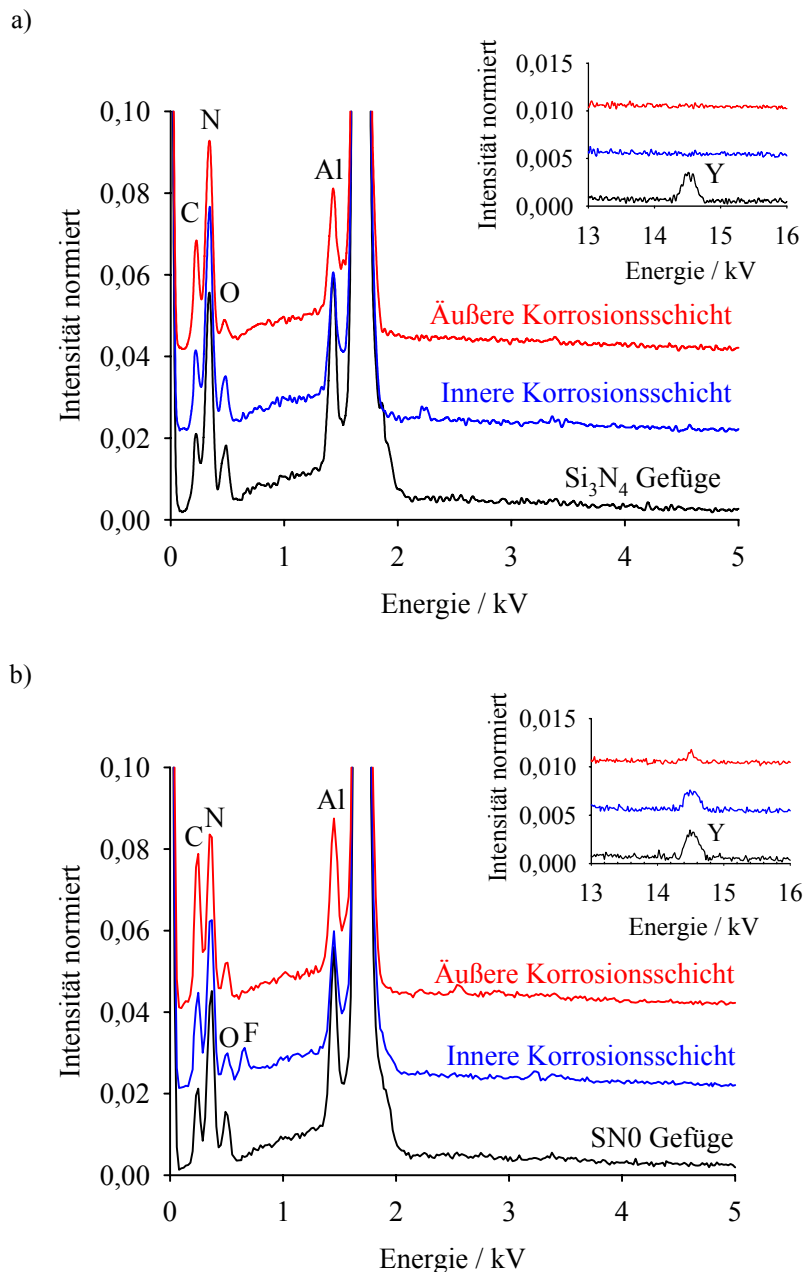 a)
Intensität normiert
0,10
0,08
0,06
0,04
0,02
0,00
C
N
O
Al
Äußere Korrosionsschicht
Innere Korrosionsschicht
Si3N4 Gefüge
0
1
2
3
4
5
Energie / kV
Intensität normiert
0,015
0,010
0,005
0,000
Y
13
14
15
16
Energie / kV
b)
Intensität normiert
0,10
0,08
0,06
0,04
0,02
0,00
C
N
O
F
Al
Äußere Korrosionsschicht
Innere Korrosionsschicht
SN0 Gefüge
0
1
2
3
4
5
Energie / kV
Intensität normiert
0,015
0,010
0,005
0,000
Y
13
14
15
16
Energie / kV